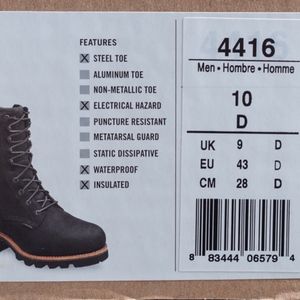 FEATURES
X STEEL TOE
ALUMINUM TOE
NON-METALLIC TOE
X ELECTRICAL HAZARD
PUNCTURE RESISTANT
METATARSAL GUARD
STATIC DISSIPATIVE
X WATERPROOF
X INSULATED
4416
Men • Hombre • Homme
10
D
UK 9 D
EU 43 D
CM 28 D
8 83444 06579 4